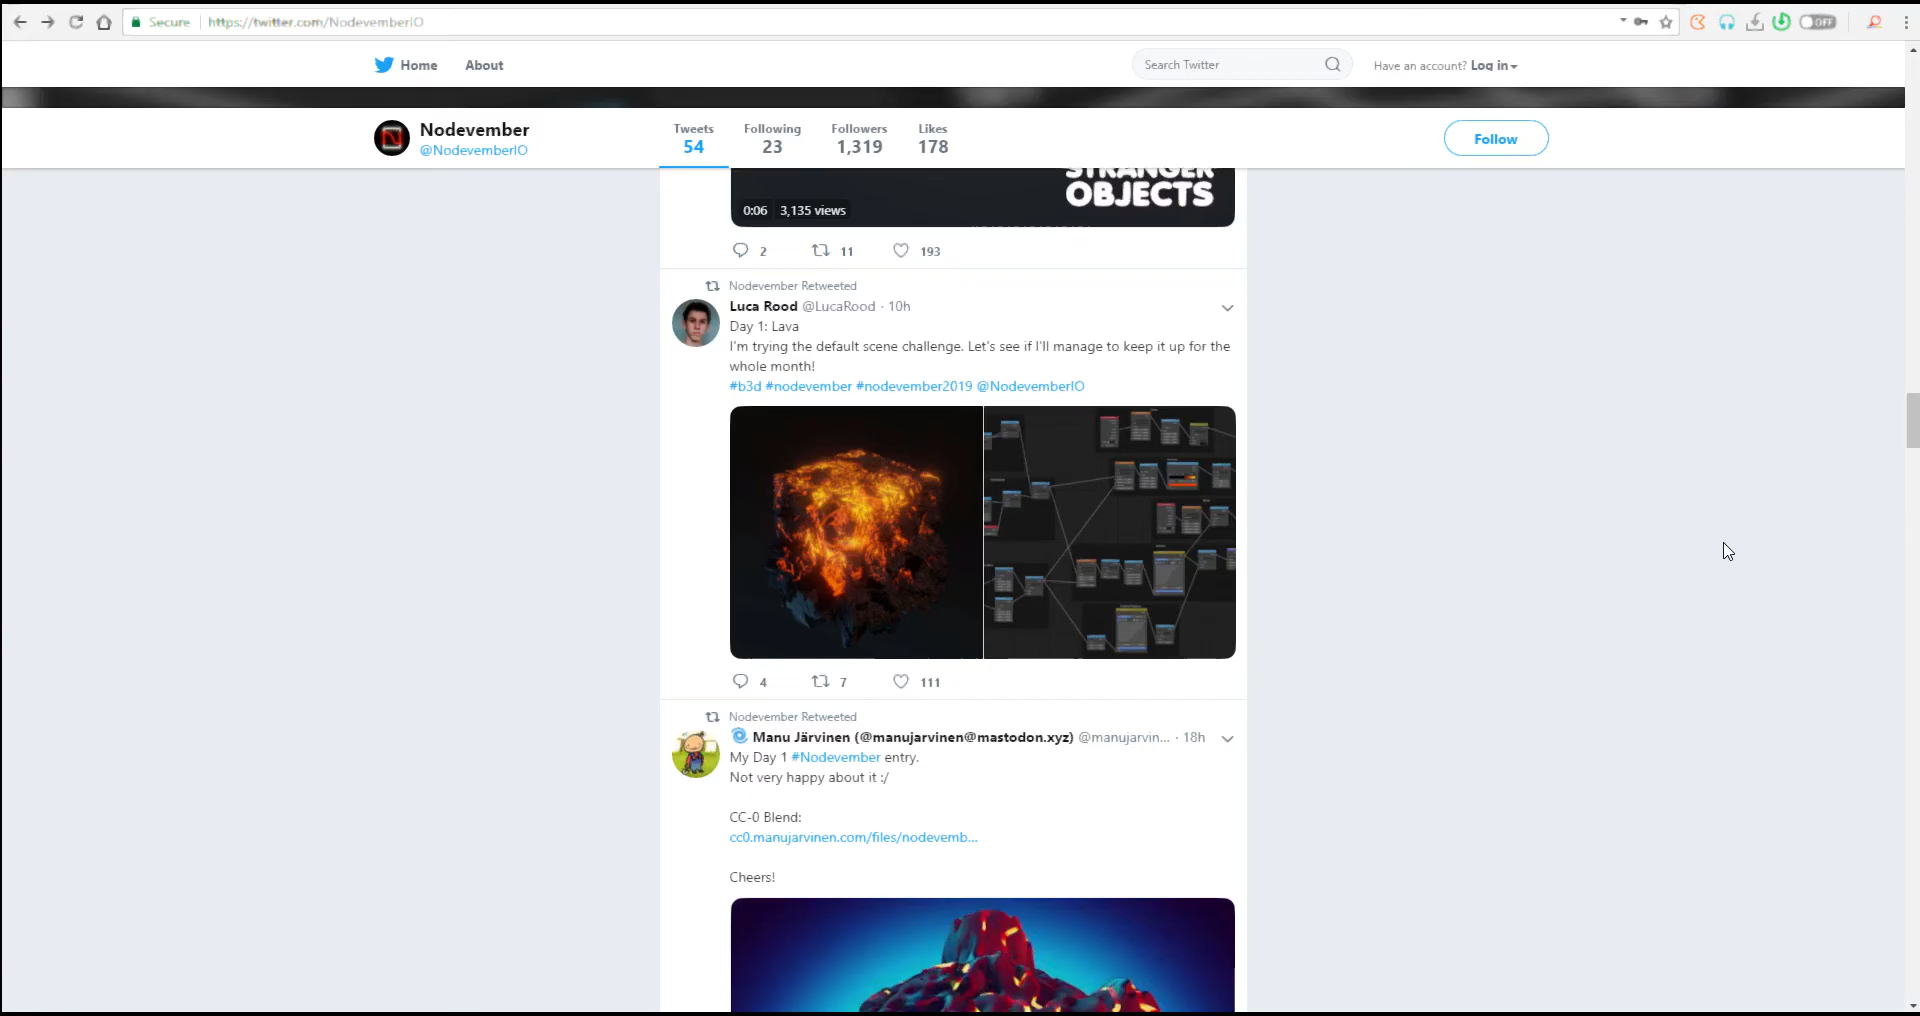 Secure https://twitter.com/NodevemberIO
OFF
Home About
Search Twitter
Have an account? Log in
Nodevember
@NodevemberIO
Tweets Following Followers Likes
54 23 1,319 178
Follow
STRANGER
OBJECTS
0:06 3,135 views
2 11 193
Nodevember Retweeted
Luca Rood @LucaRood · 10h
Day 1: Lava
I'm trying the default scene challenge. Let's see if I'll manage to keep it up for the
whole month!
#b3d #nodevember #nodevember2019 @NodevemberIO
4 7 111
Nodevember Retweeted
Manu Järvinen (@manujarvinen@mastodon.xyz) @manujarvin... · 18h
My Day 1 #Nodevember entry.
Not very happy about it :/
CC-0 Blend:
cc0.manujarvinen.com/files/nodevemb...
Cheers!